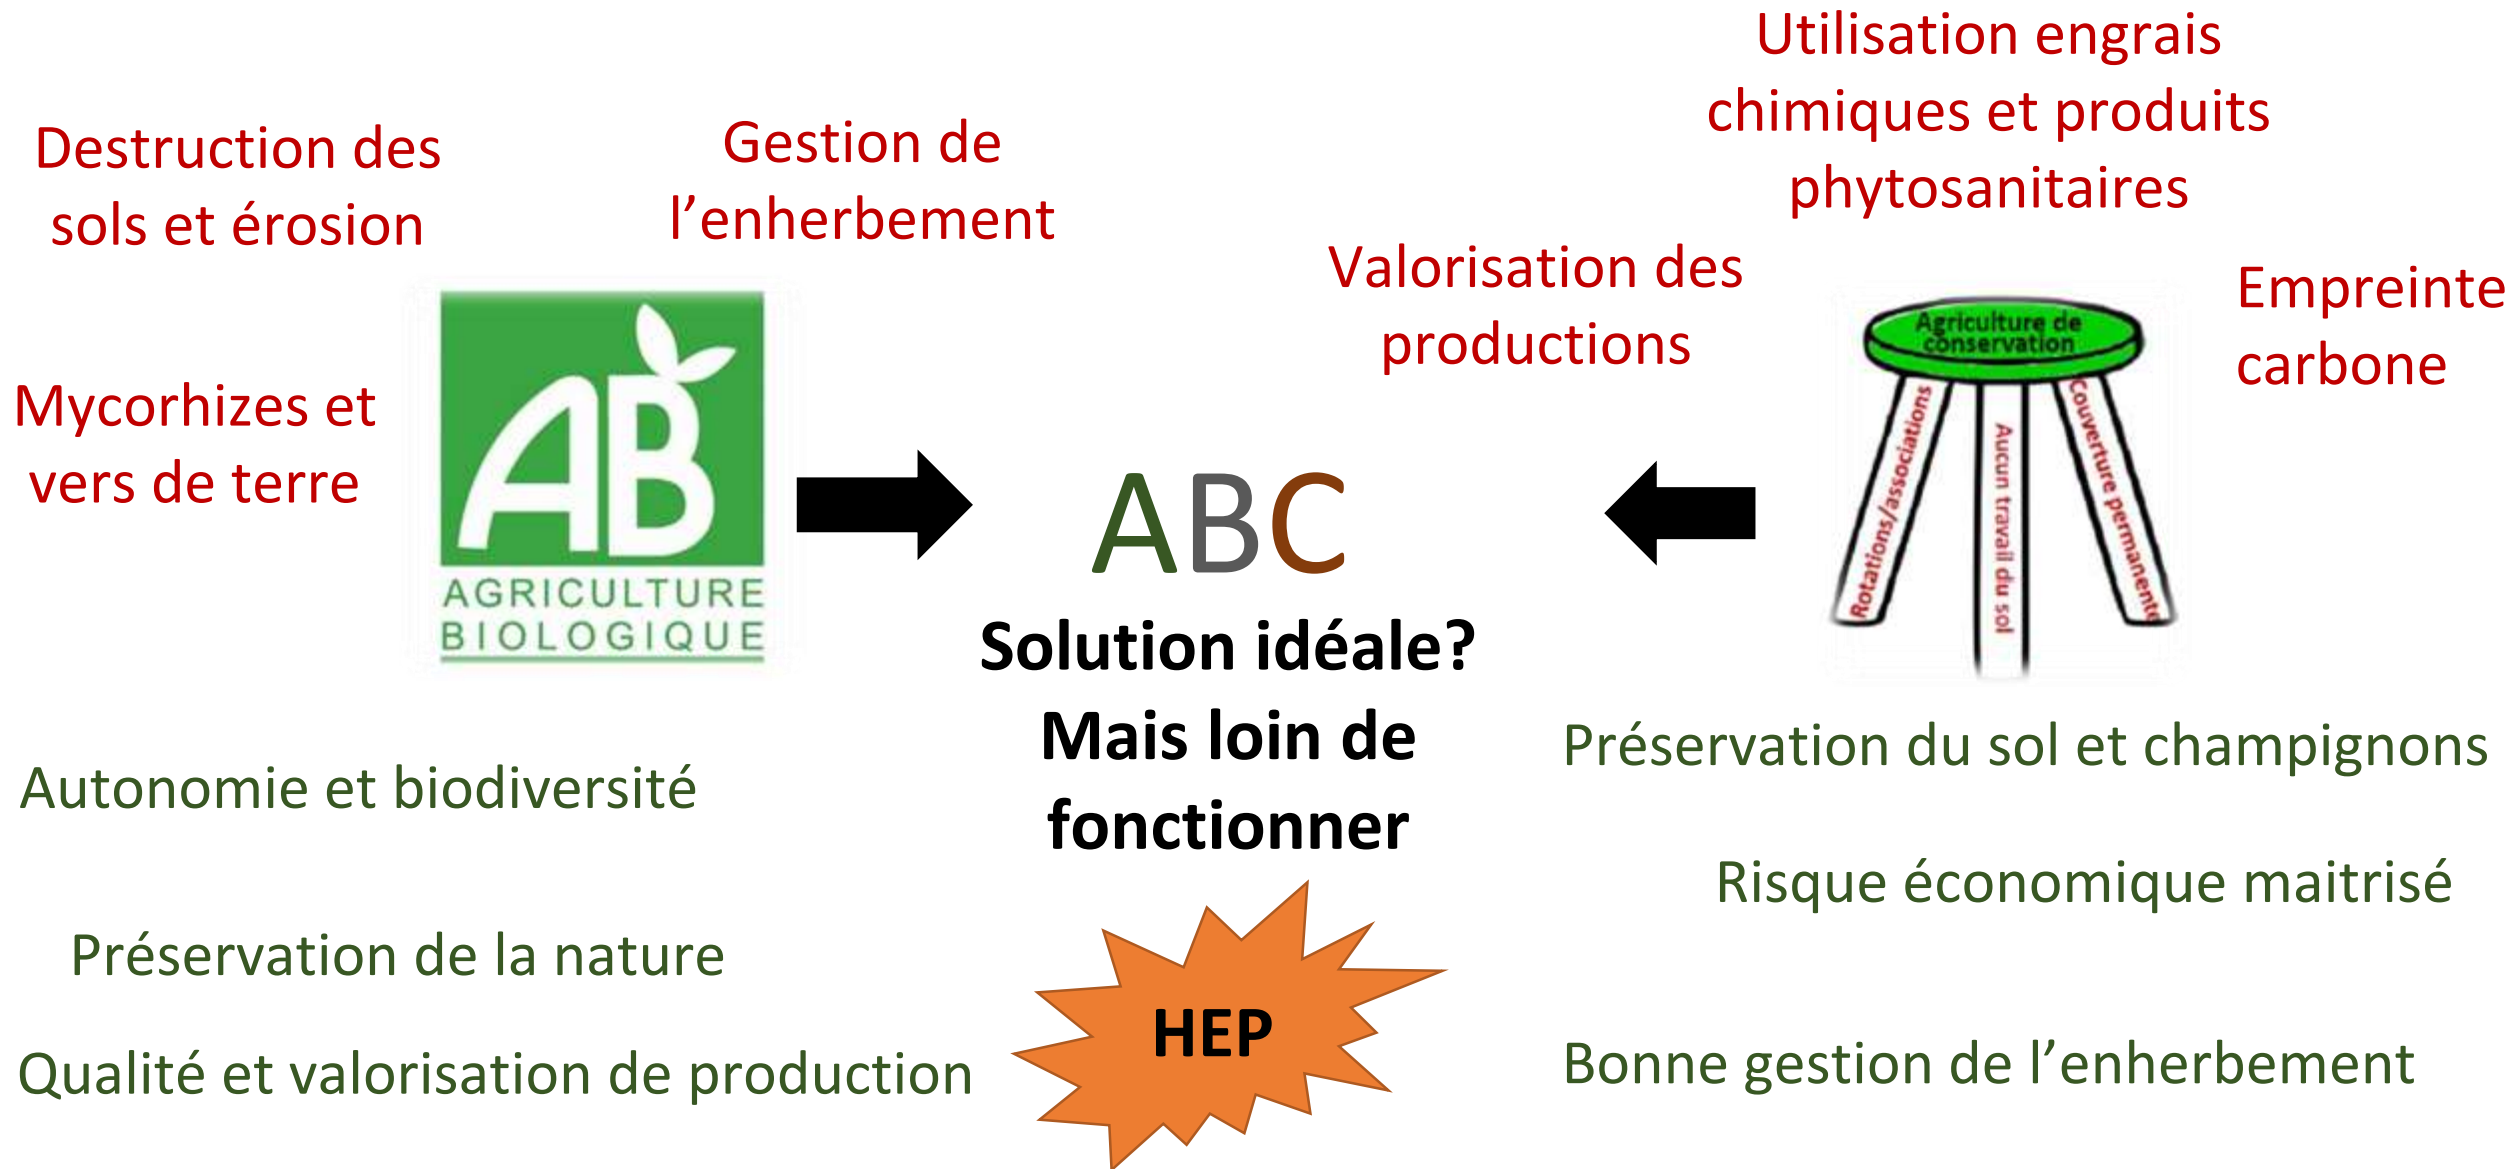 Destruction des
sols et érosion
Gestion de
l’enherbement
Mycorhizes et
vers de terre
AB
AGRICULTURE
BIOLOGIQUE
Autonomie et biodiversité
Préservation de la nature
Qualité et valorisation de production
ABC
Solution idéale?
Mais loin de
fonctionner
HEP
Utilisation engrais
chimiques et produits
phytosanitaires
Valorisation des
productions
Empreinte
carbone
Agriculture de
conservation
Rotations/associations
Aucun travail du sol
Couverture permanente
Préservation du sol et champignons
Risque économique maitrisé
Bonne gestion de l’enherbement